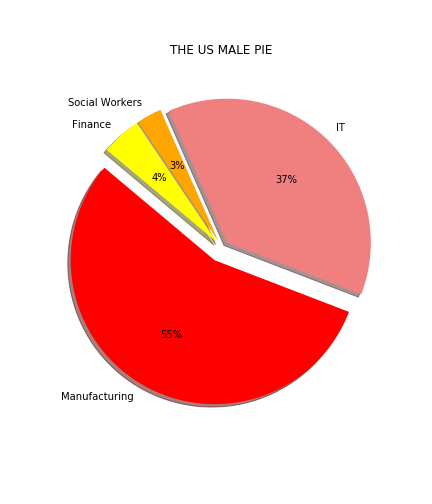 THE US MALE PIE
Social Workers
Finance
IT
3%
4%
37%
55%
Manufacturing